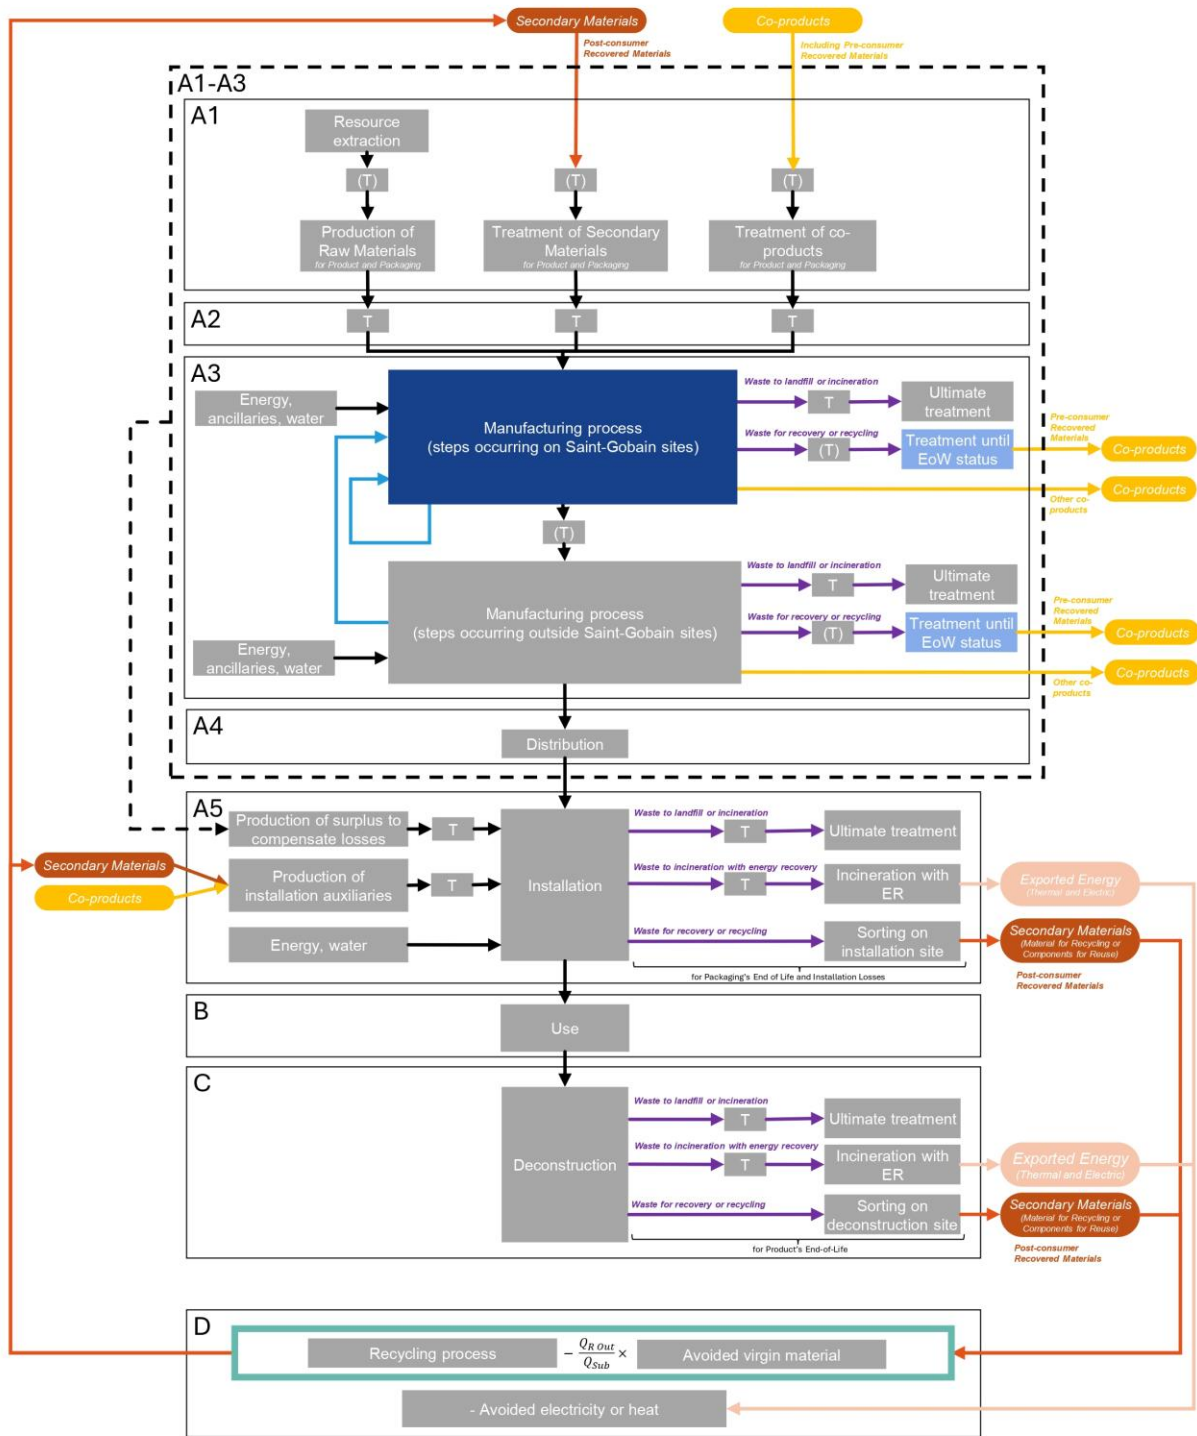 Secondary Materials
Co-products
Post-consumer
Recovered Materials
Including Pre-consumer
Recovered Materials
A1-A3
A1
Resource
extraction
(T)
(T)
(T)
Production of
Raw Materials
for Product and Packaging
Treatment of Secondary
Materials
for Product and Packaging
Treatment of co-
products
for Product and Packaging
A2
T
T
T
A3
Energy,
ancillaries, water
Manufacturing process
(steps occurring on Saint-Gobain sites)
Waste to landfill or incineration
T
Ultimate
treatment
Waste for recovery or recycling
(T)
Treatment until
EoW status
Pre-consumer
Recovered
Materials
Co-products
Other co-
products
Co-products
(T)
Manufacturing process
(steps occurring outside Saint-Gobain sites)
Energy,
ancillaries, water
Waste to landfill or incineration
T
Ultimate
treatment
Waste for recovery or recycling
(T)
Treatment until
EoW status
Pre-consumer
Recovered
Materials
Co-products
Other co-
products
Co-products
A4
Distribution
A5
Production of surplus to
compensate losses
T
Secondary Materials
Co-products
Production of
installation auxiliaries
T
Energy, water
Installation
Waste to landfill or incineration
T
Ultimate treatment
Waste to incineration with energy recovery
T
Incineration with
ER
Exported Energy
(Thermal and Electric)
Waste for recovery or recycling
Sorting on
installation site
Secondary Materials
(Material for Recycling or
Components for Reuse)
Post-consumer
Recovered Materials
for Packaging's End of Life and Installation Losses
B
Use
C
Deconstruction
Waste to landfill or incineration
T
Ultimate treatment
Waste to incineration with energy recovery
T
Incineration with
ER
Exported Energy
(Thermal and Electric)
Waste for recovery or recycling
Sorting on
deconstruction site
Secondary Materials
(Material for Recycling or
Components for Reuse)
Post-consumer
Recovered Materials
for Product's End-of-Life
D
Recycling process
− Q_{R Out}/Q_{Sub} ×
Avoided virgin material
- Avoided electricity or heat